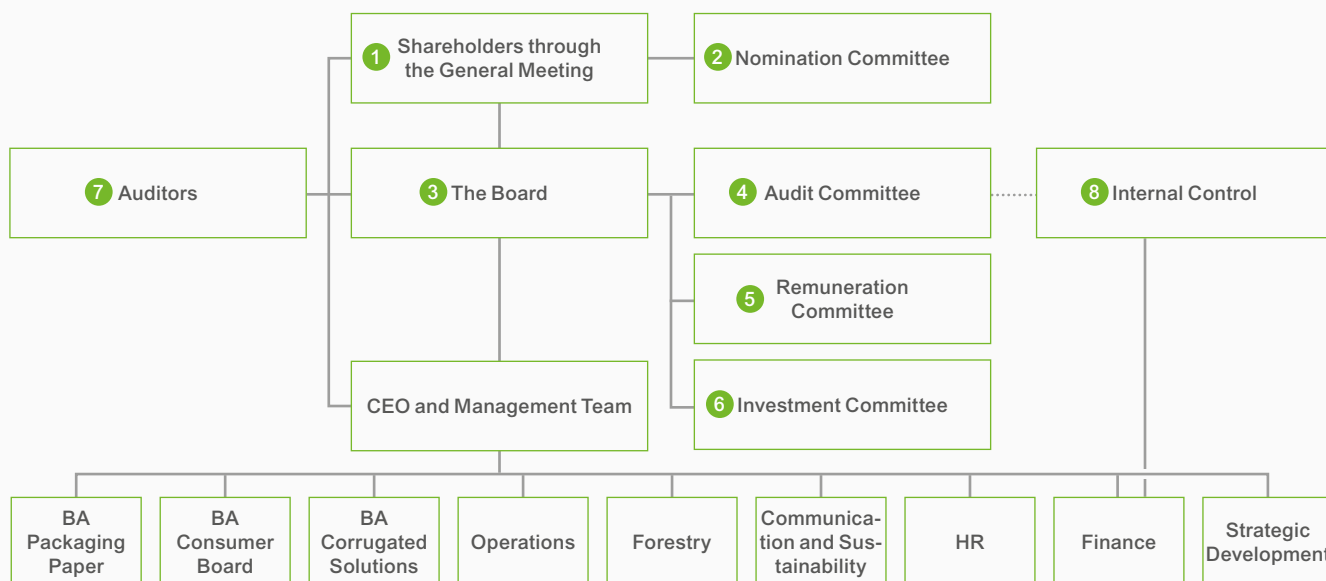 1 Shareholders through
the General Meeting
2 Nomination Committee
7 Auditors
3 The Board
4 Audit Committee
8 Internal Control
5 Remuneration
Committee
CEO and Management Team
6 Investment Committee
BA
Packaging
Paper
BA
Consumer
Board
BA
Corrugated
Solutions
Operations
Forestry
Communica-
tion and Sus-
tainability
HR
Finance
Strategic
Development